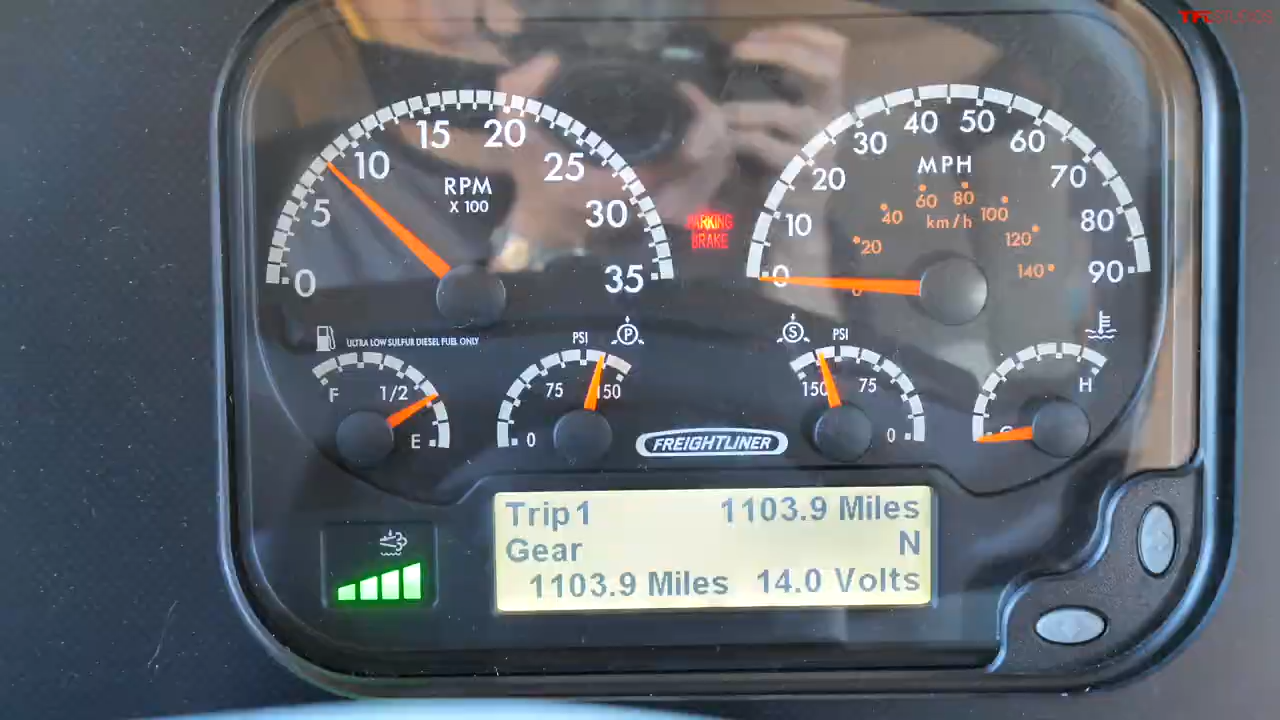 TFLSTUDIOS
0
5
10
15
20
25
30
35
RPM
X 100
PARKING
BRAKE
0
10
20
30
40
50
60
70
80
90
MPH
0
20
40
60
80
100
120
140
km/h
ULTRA LOW SULFUR DIESEL FUEL ONLY
F
1/2
E
PSI
P
0
75
150
S
PSI
150
75
0
H
FREIGHTLINER
Trip1 1103.9 Miles
Gear N
1103.9 Miles 14.0 Volts